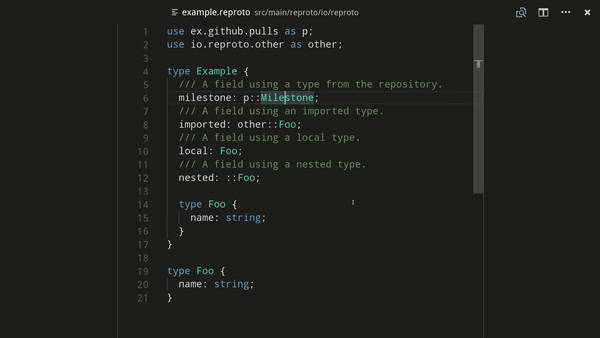 example.reproto src/main/reproto/io/reproto
1 use ex.github.pulls as p;
2 use io.reproto.other as other;
3
4 type Example {
5 /// A field using a type from the repository.
6 milestone: p::Milestone;
7 /// A field using an imported type.
8 imported: other::Foo;
9 /// A field using a local type.
10 local: Foo;
11 /// A field using a nested type.
12 nested: ::Foo;
13
14 type Foo {
15 name: string;
16 }
17 }
18
19 type Foo {
20 name: string;
21 }